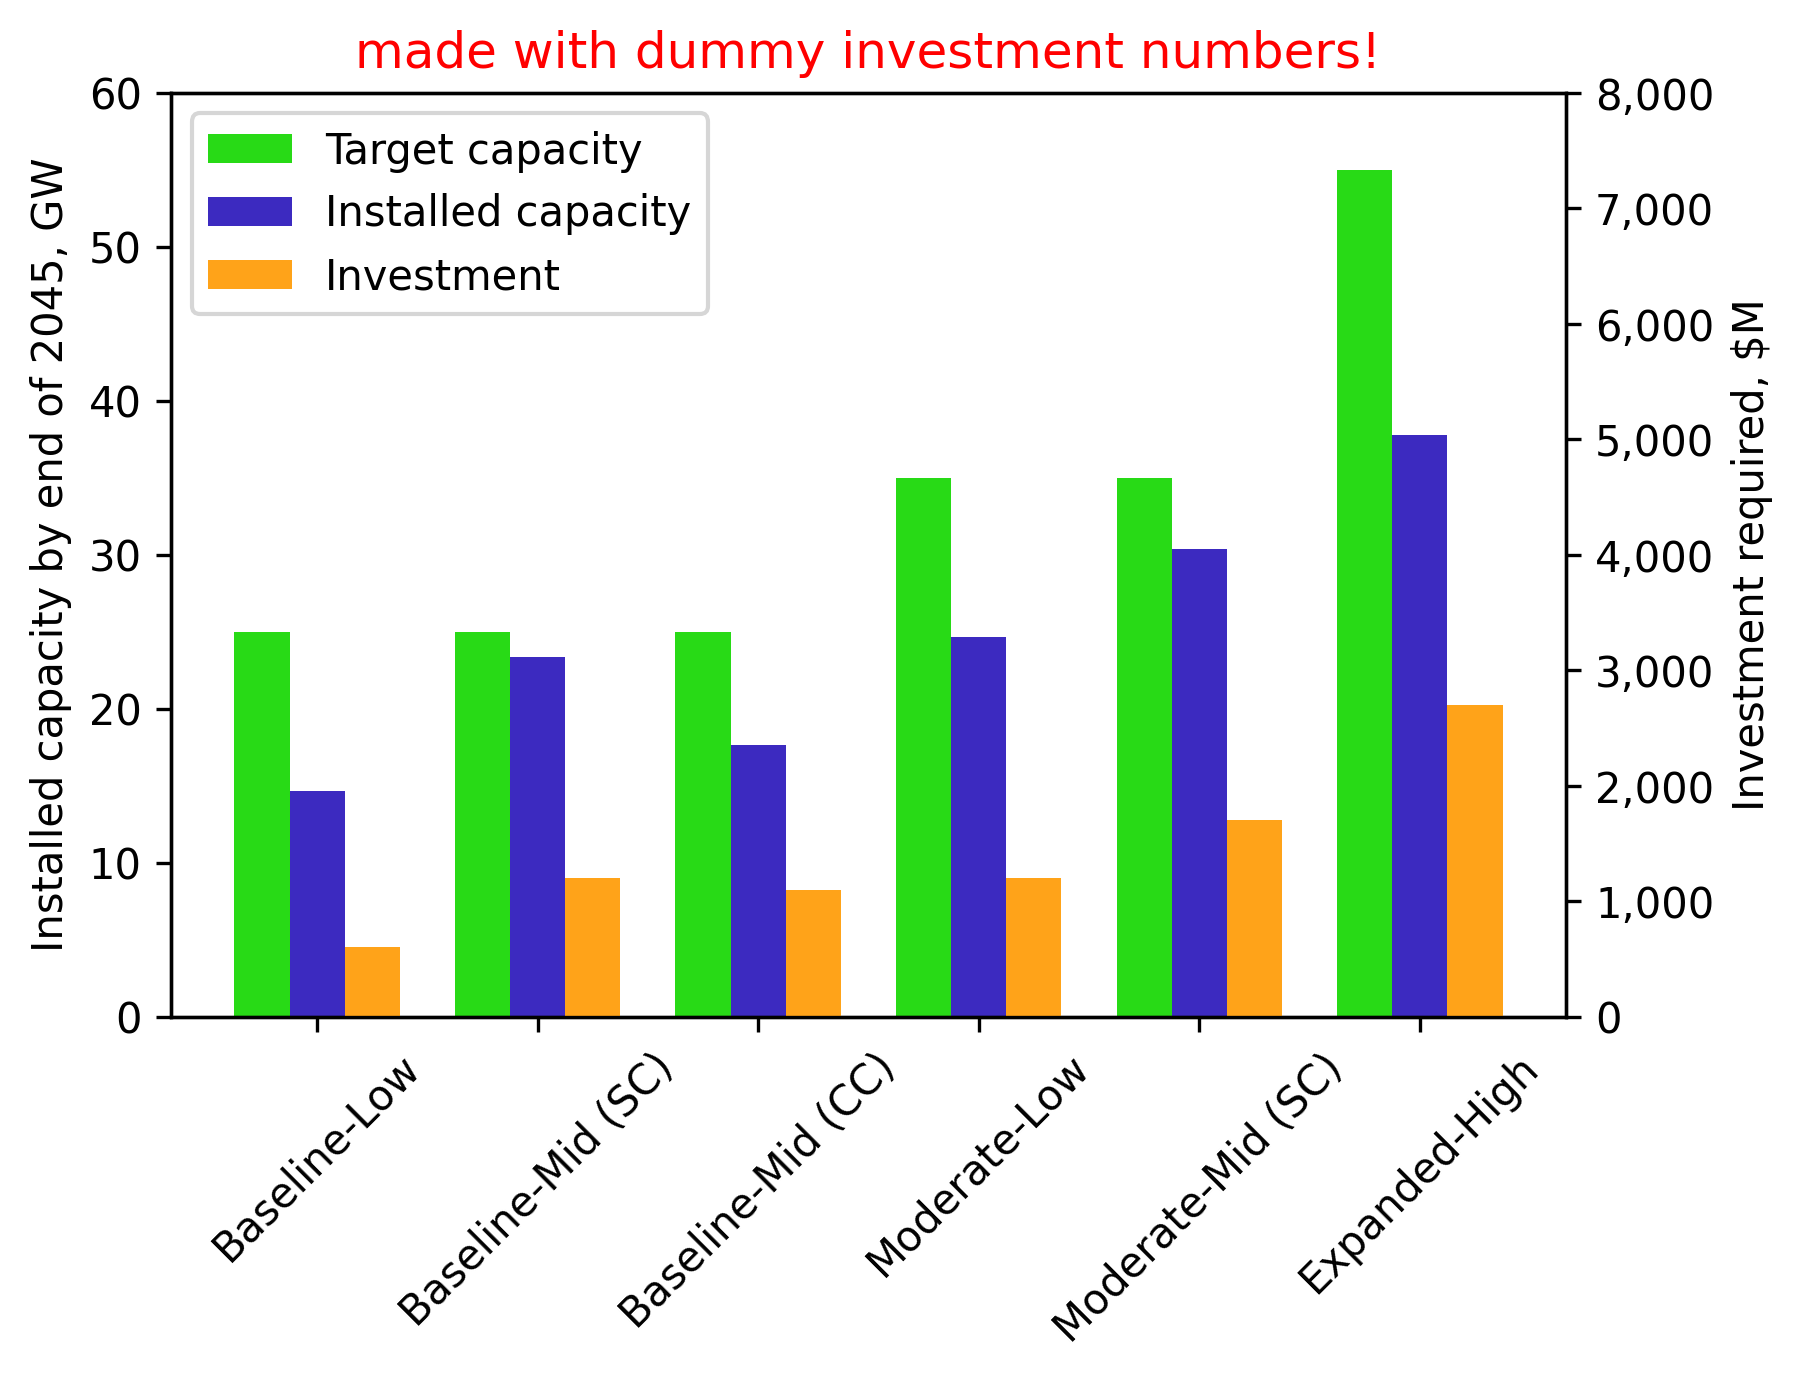 made with dummy investment numbers!
Installed capacity by end of 2045, GW
60
50
40
30
20
10
0
Target capacity
Installed capacity
Investment
8,000
7,000
6,000
5,000
4,000
3,000
2,000
1,000
0
Investment required, $M
Baseline-Low
Baseline-Mid (SC)
Baseline-Mid (CC)
Moderate-Low
Moderate-Mid (SC)
Expanded-High